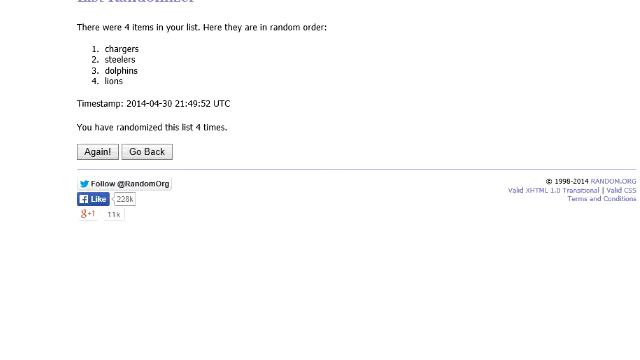 List Randomizer
There were 4 items in your list. Here they are in random order:
1. chargers
2. steelers
3. dolphins
4. lions
Timestamp: 2014-04-30 21:49:52 UTC
You have randomized this list 4 times.
Again! Go Back
Follow @RandomOrg
Like 228k
g+1 11k
© 1998-2014 RANDOM.ORG
Valid XHTML 1.0 Transitional | Valid CSS
Terms and Conditions